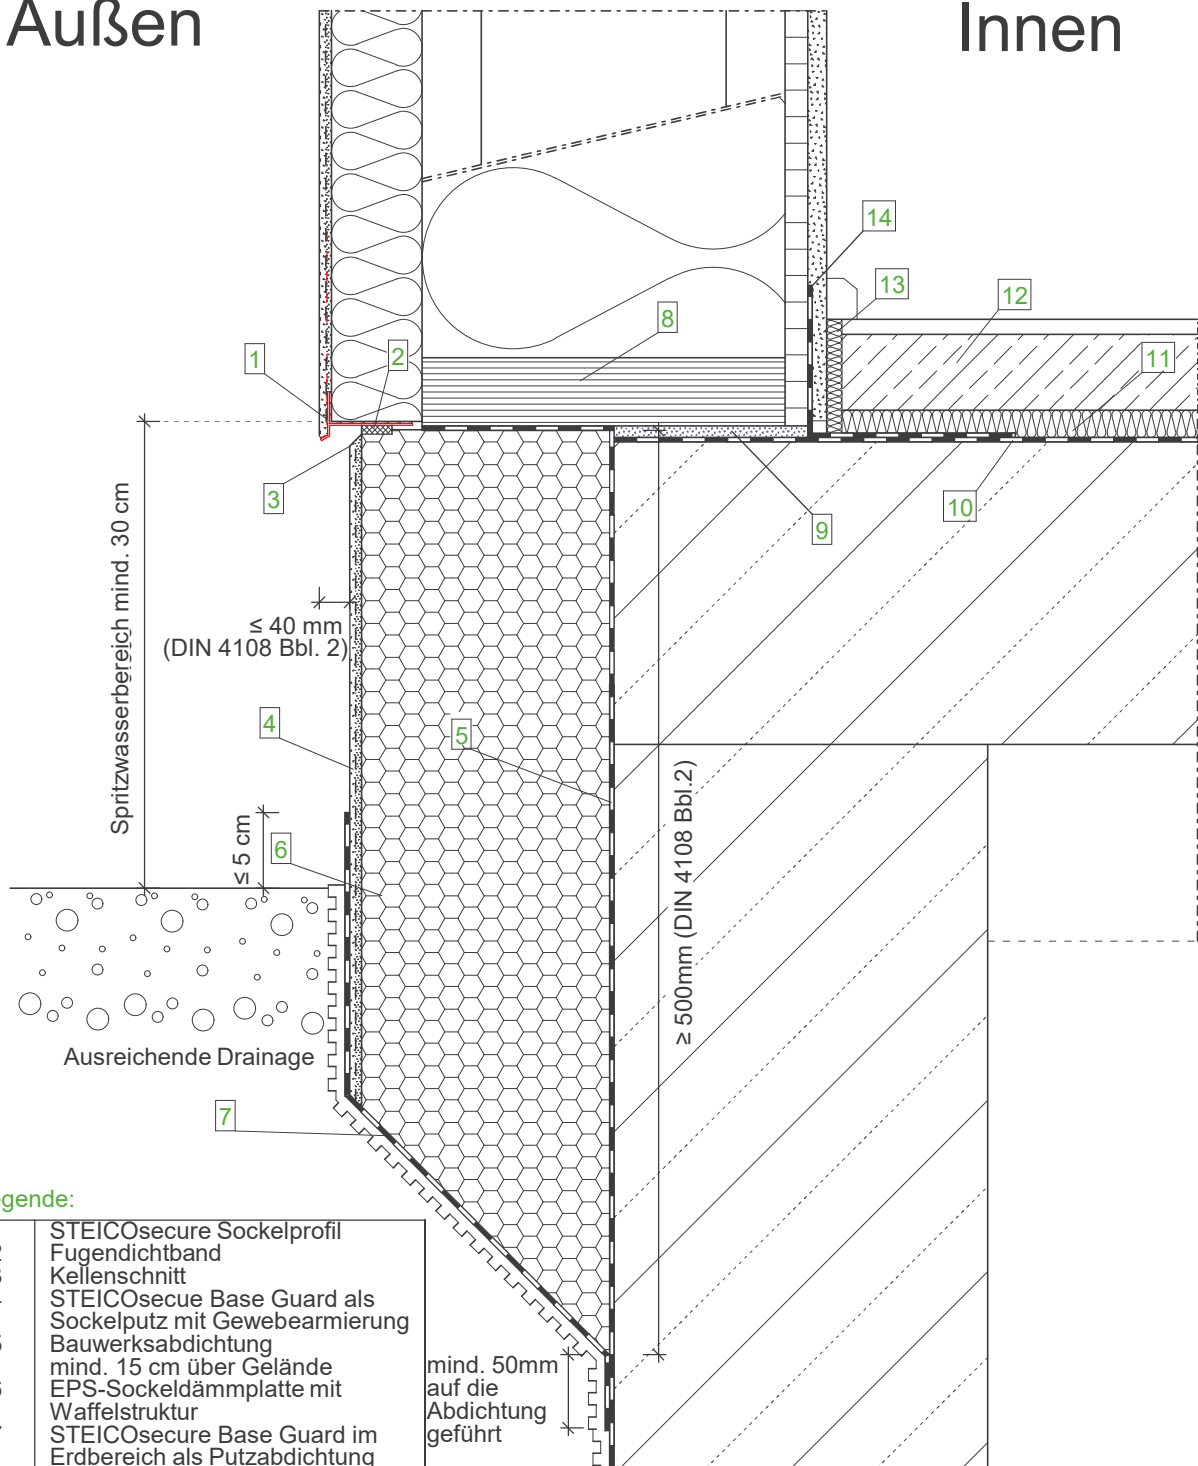 Außen
Innen
14
13
12
8
11
1
2
3
10
9
Spritzwasserbereich mind. 30 cm
≤ 40 mm
(DIN 4108 Bbl. 2)
4
5
≤ 5 cm
6
≥ 500mm (DIN 4108 Bbl.2)
Ausreichende Drainage
7
gende:
STEICOsecure Sockelprofil
Fugendichtband
Kellenschnitt
STEICOsecue Base Guard als
Sockelputz mit Gewebearmierung
Bauwerksabdichtung
mind. 15 cm über Gelände
EPS-Sockeldämmplatte mit
Waffelstruktur
STEICOsecure Base Guard im
Erdbereich als Putzabdichtung
mind. 50mm
auf die
Abdichtung
geführt